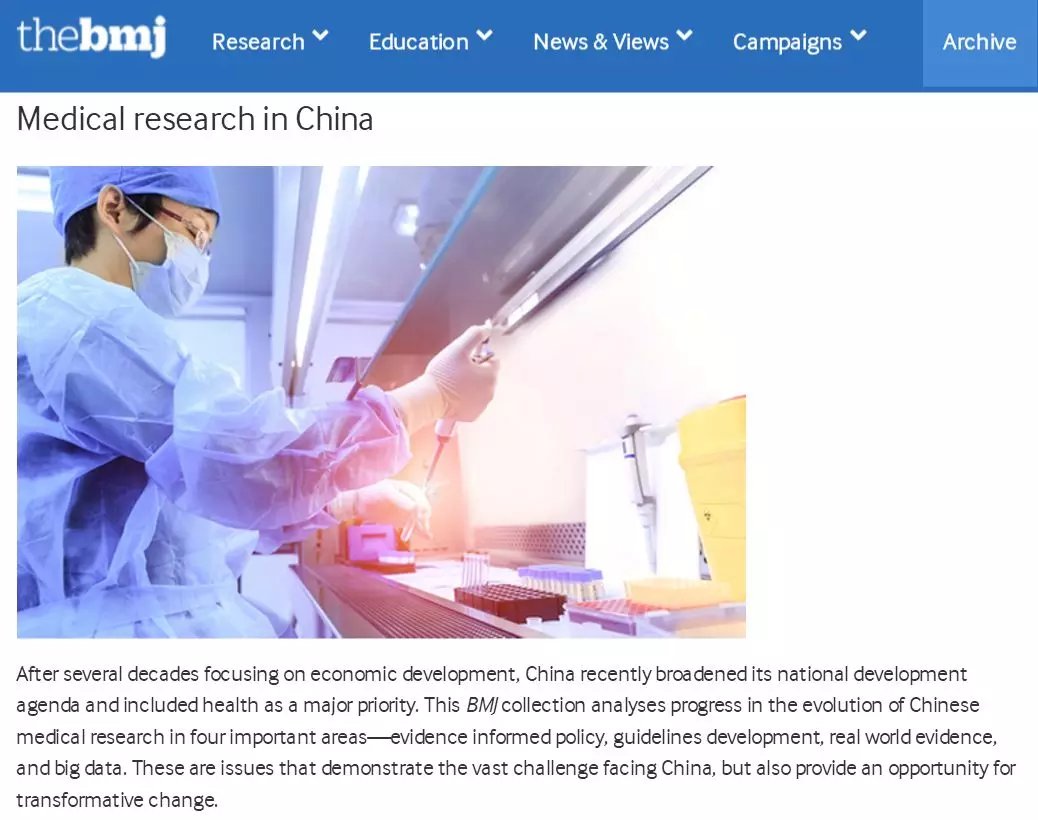 thebmj
Research
Education
News & Views
Campaigns
Archive
Medical research in China
After several decades focusing on economic development, China recently broadened its national development
agenda and included health as a major priority. This BMJ collection analyses progress in the evolution of Chinese
medical research in four important areas—evidence informed policy, guidelines development, real world evidence,
and big data. These are issues that demonstrate the vast challenge facing China, but also provide an opportunity for
transformative change.